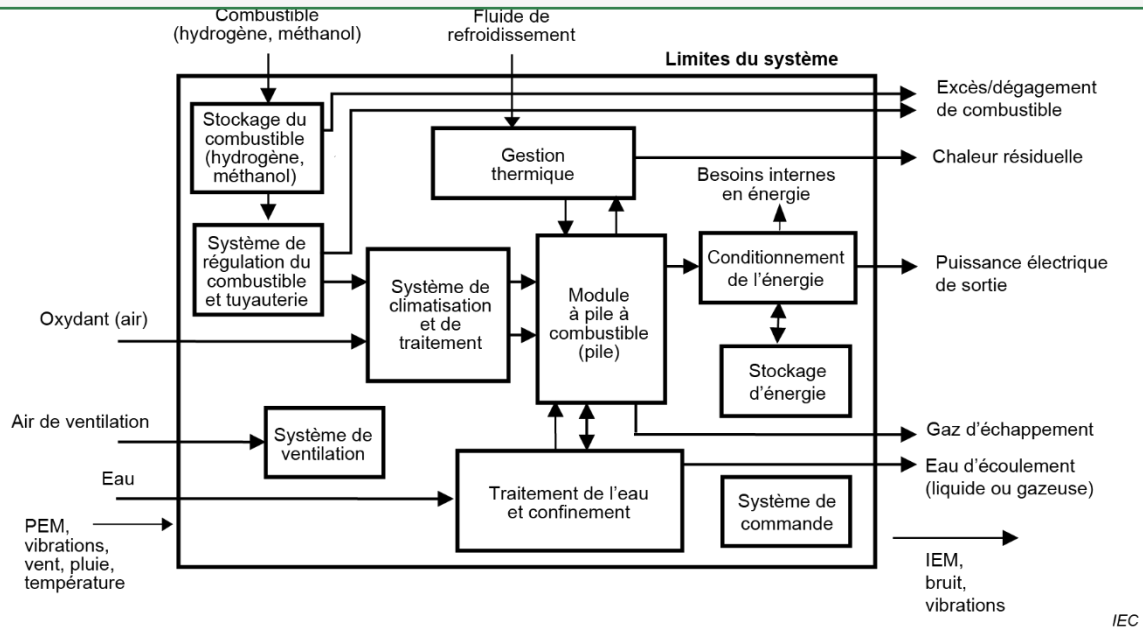 Combustible
(hydrogène, méthanol)
Fluide de
refroidissement
Limites du système
Stockage du
combustible
(hydrogène,
méthanol)
Gestion
thermique
Excès/dégagement
de combustible
Chaleur résiduelle
Besoins internes
en énergie
Système de
régulation du
combustible
et tuyauterie
Système de
climatisation
et de
traitement
Module
à pile à
combustible
(pile)
Conditionnement
de l'énergie
Puissance électrique
de sortie
Oxydant (air)
Stockage
d'énergie
Air de ventilation
Système de
ventilation
Gaz d'échappement
Eau
Traitement de l'eau
et confinement
Système de
commande
Eau d'écoulement
(liquide ou gazeuse)
PEM,
vibrations,
vent, pluie,
température
IEM,
bruit,
vibrations
IEC